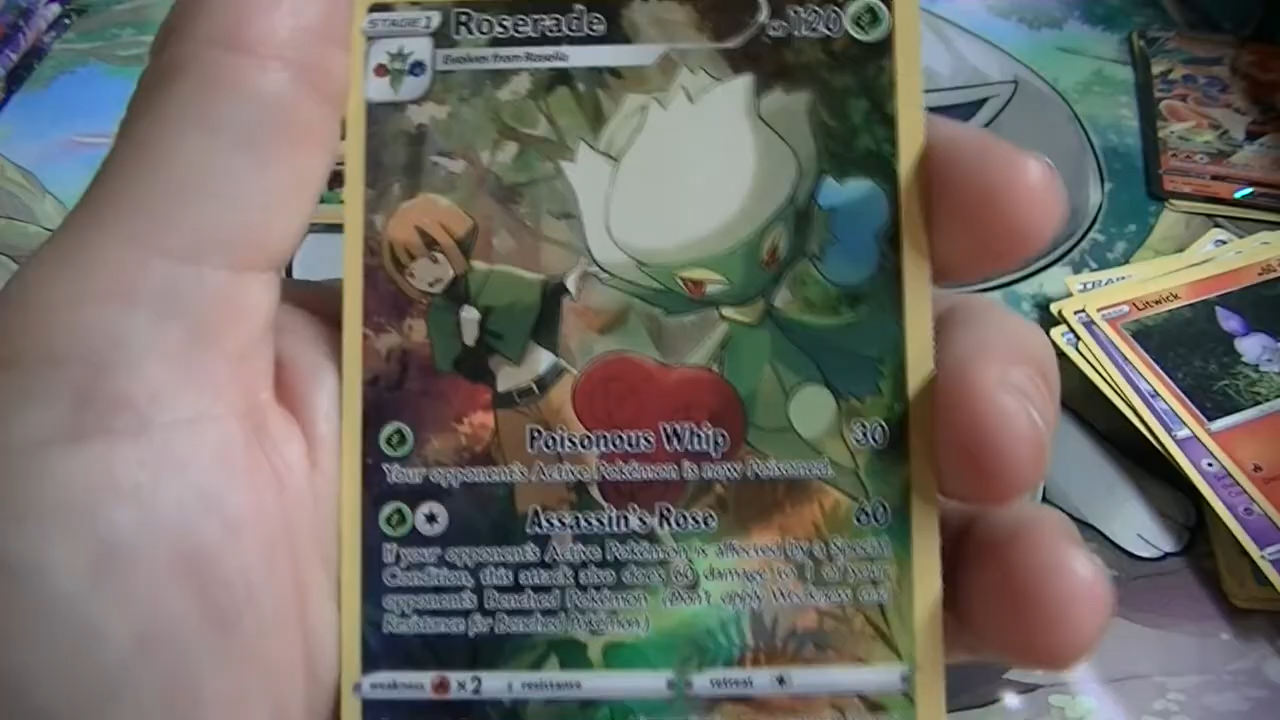 STAGE 1
Roserade
HP 120
Evolves from Roselia
Poisonous Whip 30
Your opponent's Active Pokémon is now Poisoned.
Assassin's Rose 60
If your opponent's Active Pokémon is affected by a Special
Condition, this attack also does 60 damage to 1 of your
opponent's Benched Pokémon. (Don't apply Weakness and
Resistance for Benched Pokémon.)
weakness ×2 resistance retreat
Litwick